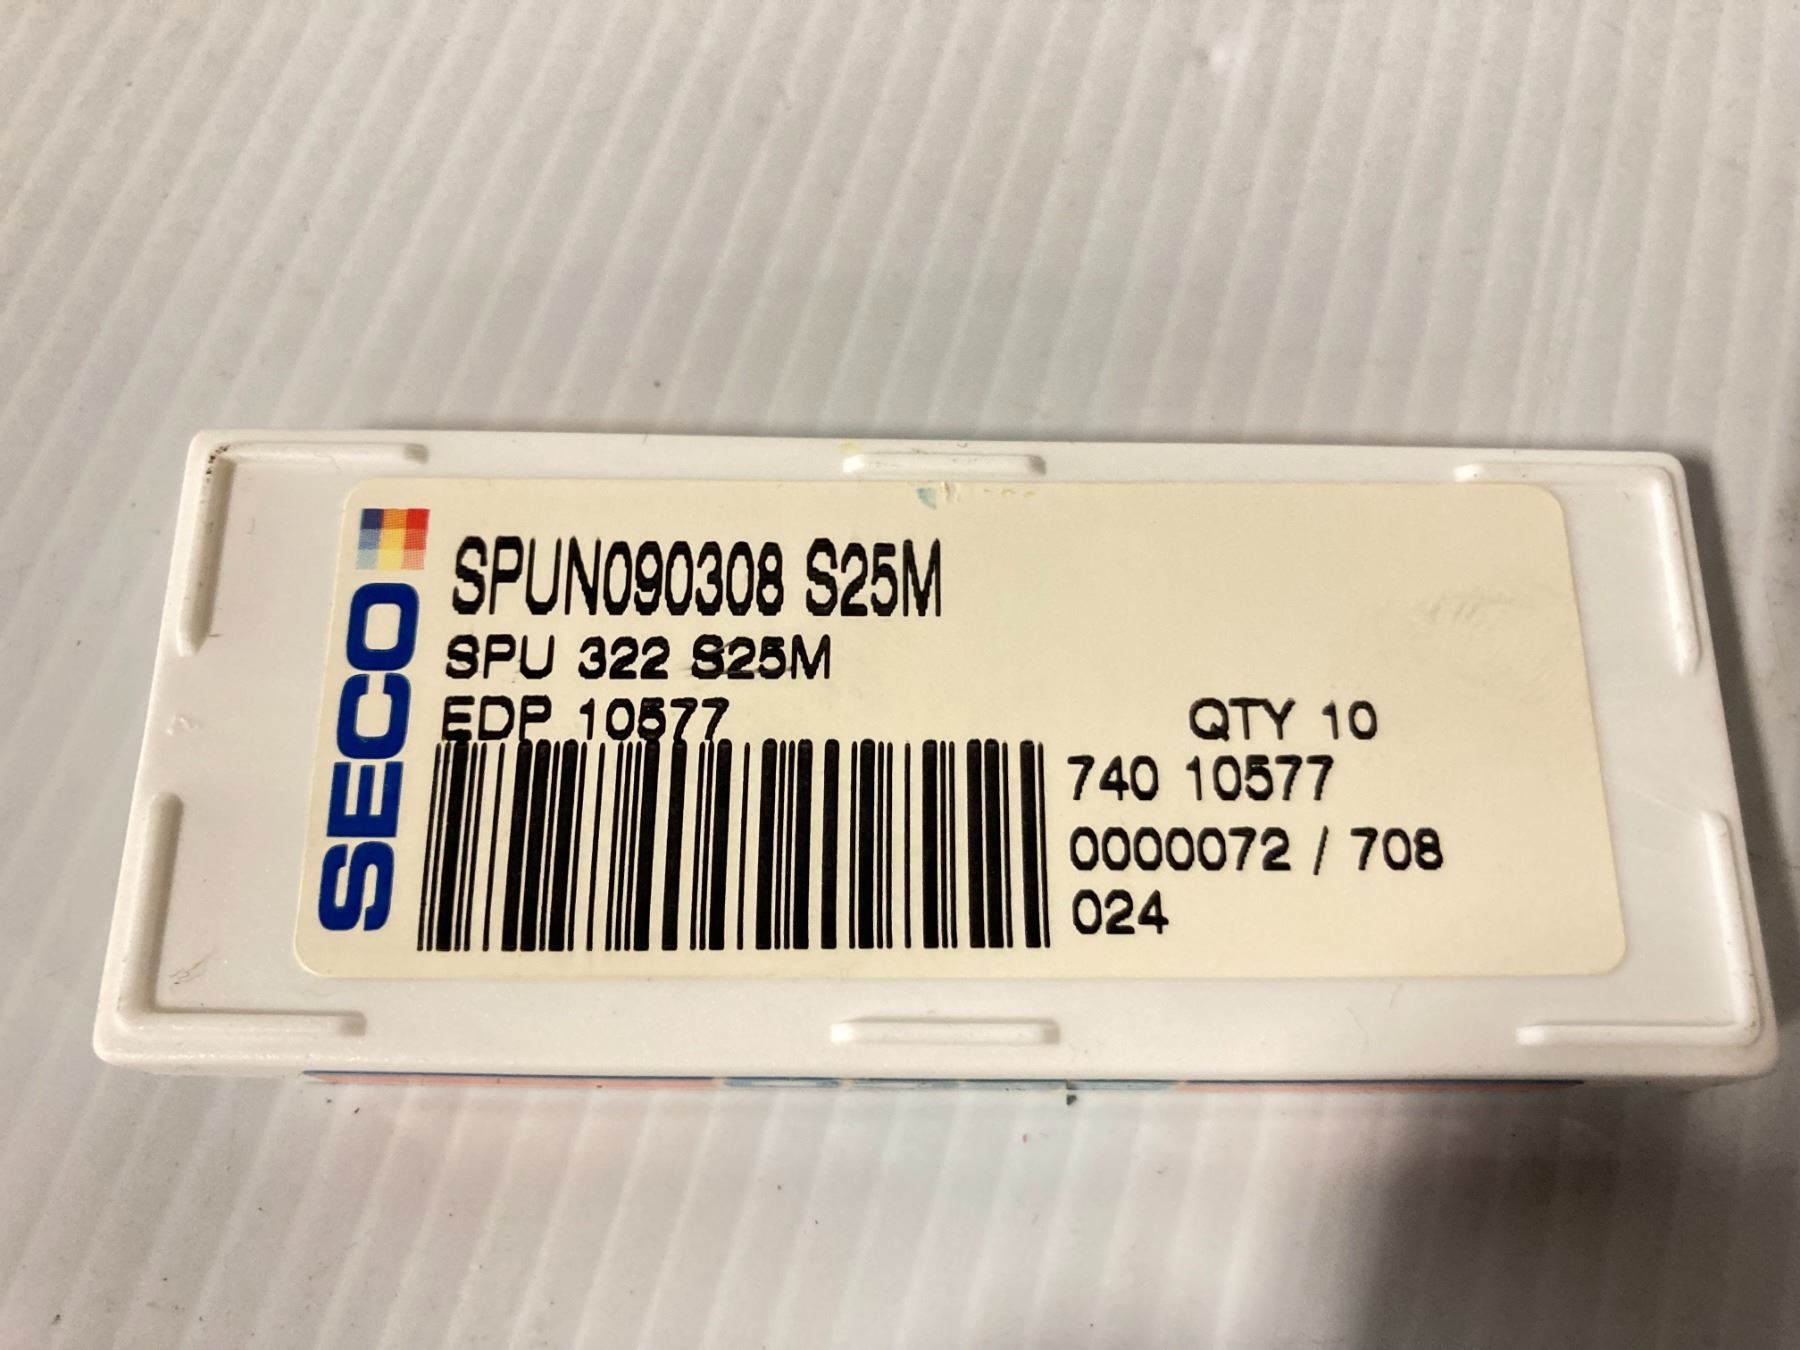 SECO
SPUN090308 S25M
SPU 322 S25M
EDP 10577
QTY 10
740 10577
0000072 / 708
024